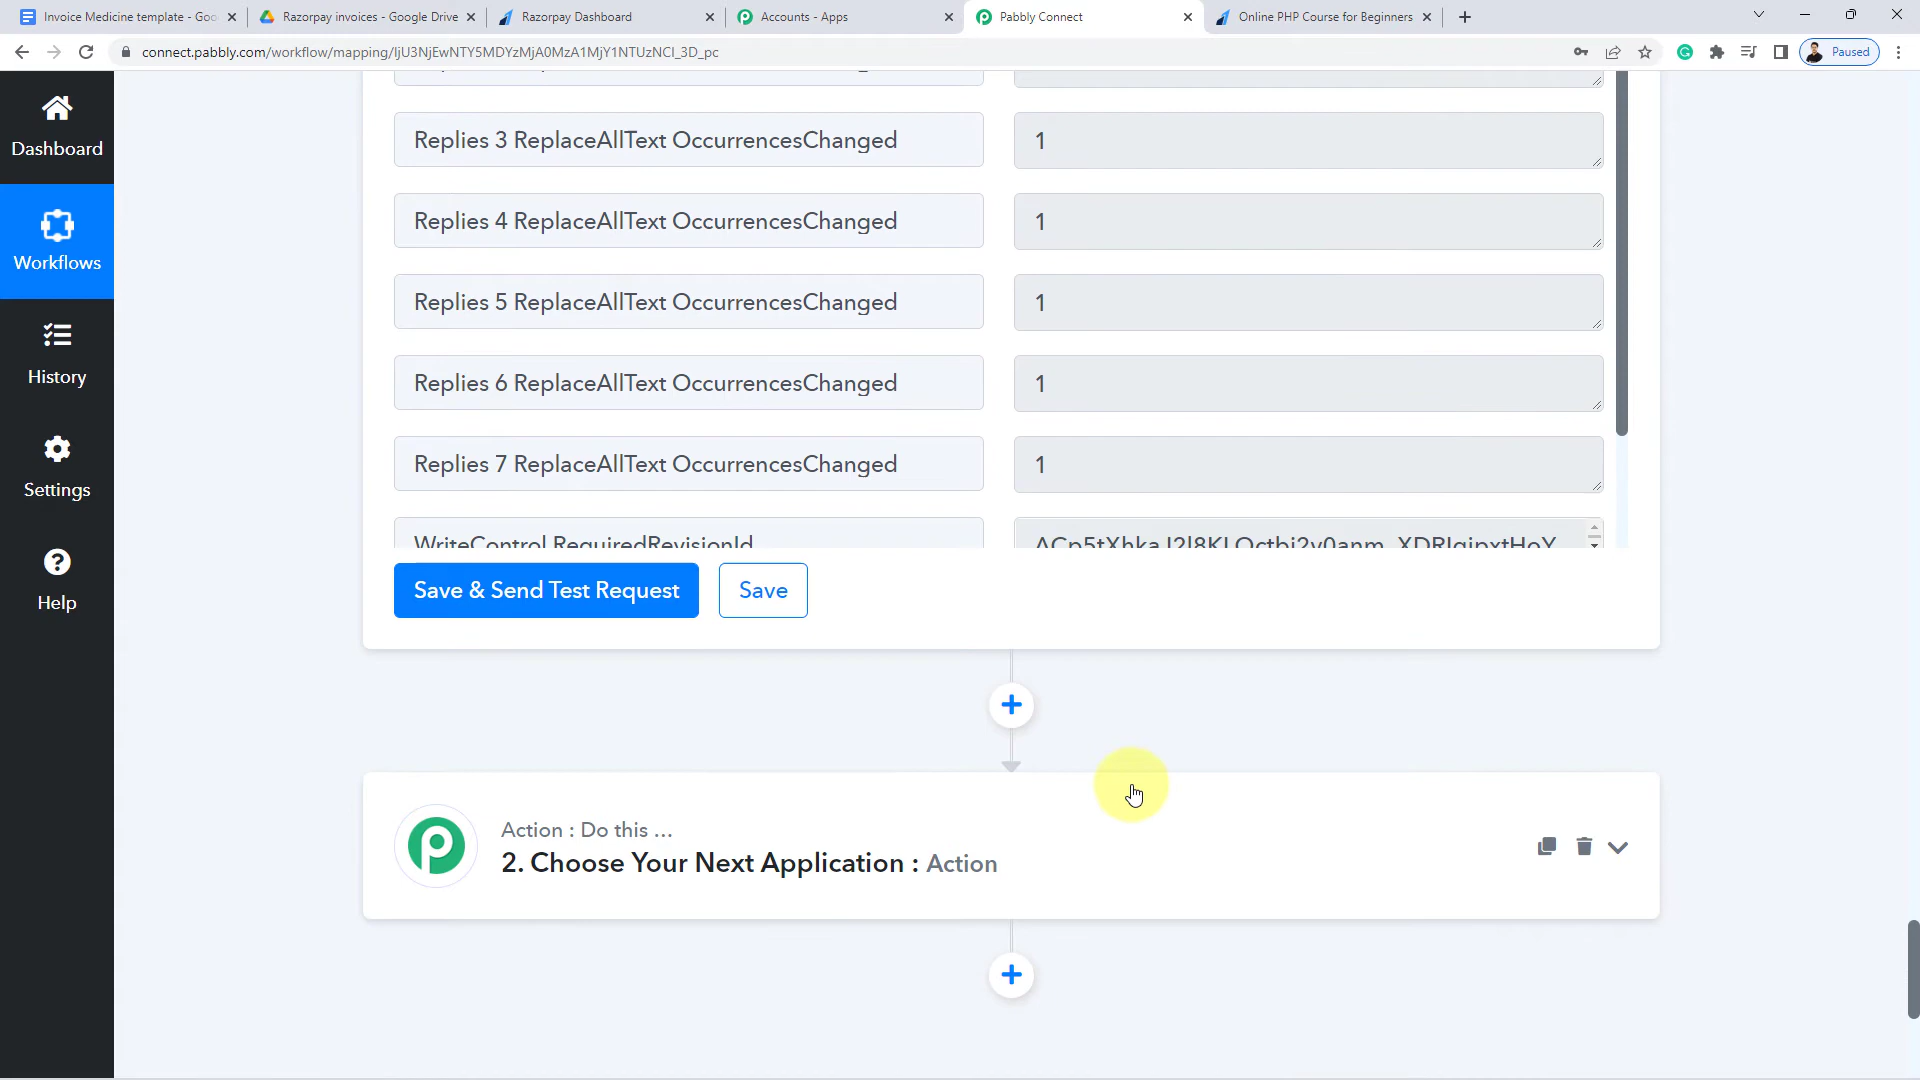 Invoice Medicine template - Goo
Razorpay invoices - Google Drive
Razorpay Dashboard
Accounts - Apps
Pabbly Connect
Online PHP Course for Beginners
connect.pabbly.com/workflow/mapping/IjU3NjEwNTY5MDYzMjA0MzA1MjY1NTUzNCI_3D_pc
Paused
Dashboard
Workflows
History
Settings
Help
Replies 3 ReplaceAllText OccurrencesChanged
1
Replies 4 ReplaceAllText OccurrencesChanged
1
Replies 5 ReplaceAllText OccurrencesChanged
1
Replies 6 ReplaceAllText OccurrencesChanged
1
Replies 7 ReplaceAllText OccurrencesChanged
1
WriteControl RequiredRevisionId
Save & Send Test Request
Save
Action : Do this ...
2. Choose Your Next Application : Action